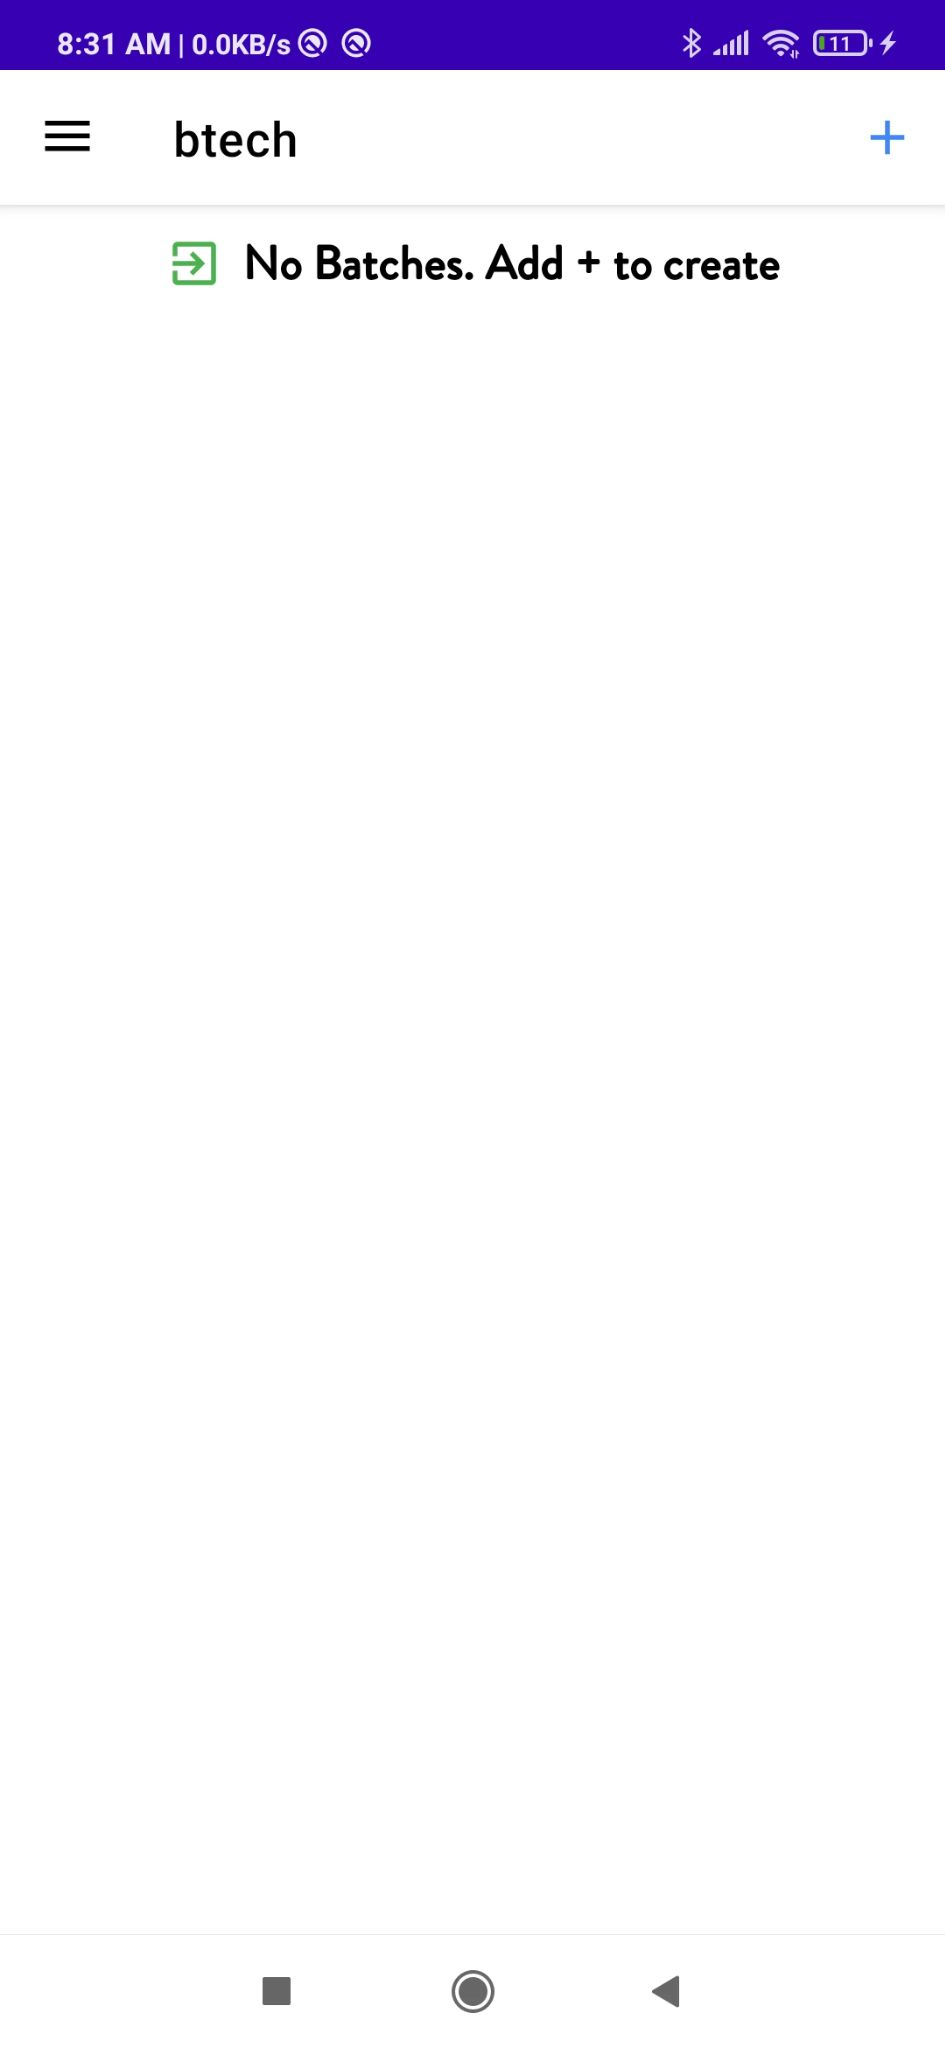 8:31 AM | 0.0KB/s 11
btech
No Batches. Add + to create